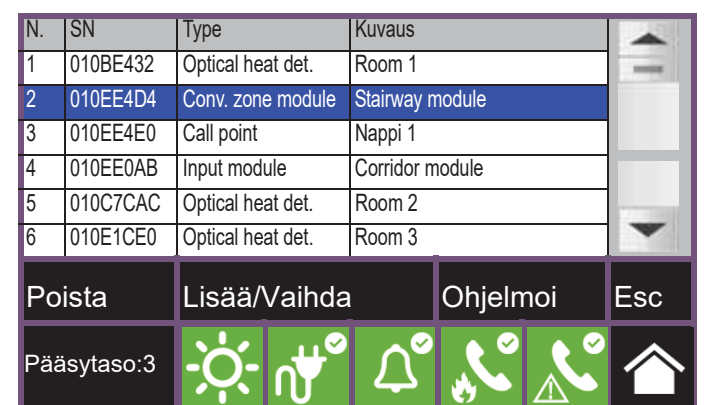 N. SN Type Kuvaus
1 010BE432 Optical heat det. Room 1
2 010EE4D4 Conv. zone module Stairway module
3 010EE4E0 Call point Nappi 1
4 010EE0AB Input module Corridor module
5 010C7CAC Optical heat det. Room 2
6 010E1CE0 Optical heat det. Room 3
Poista Lisää/Vaihda Ohjelmoi Esc
Pääsytaso:3